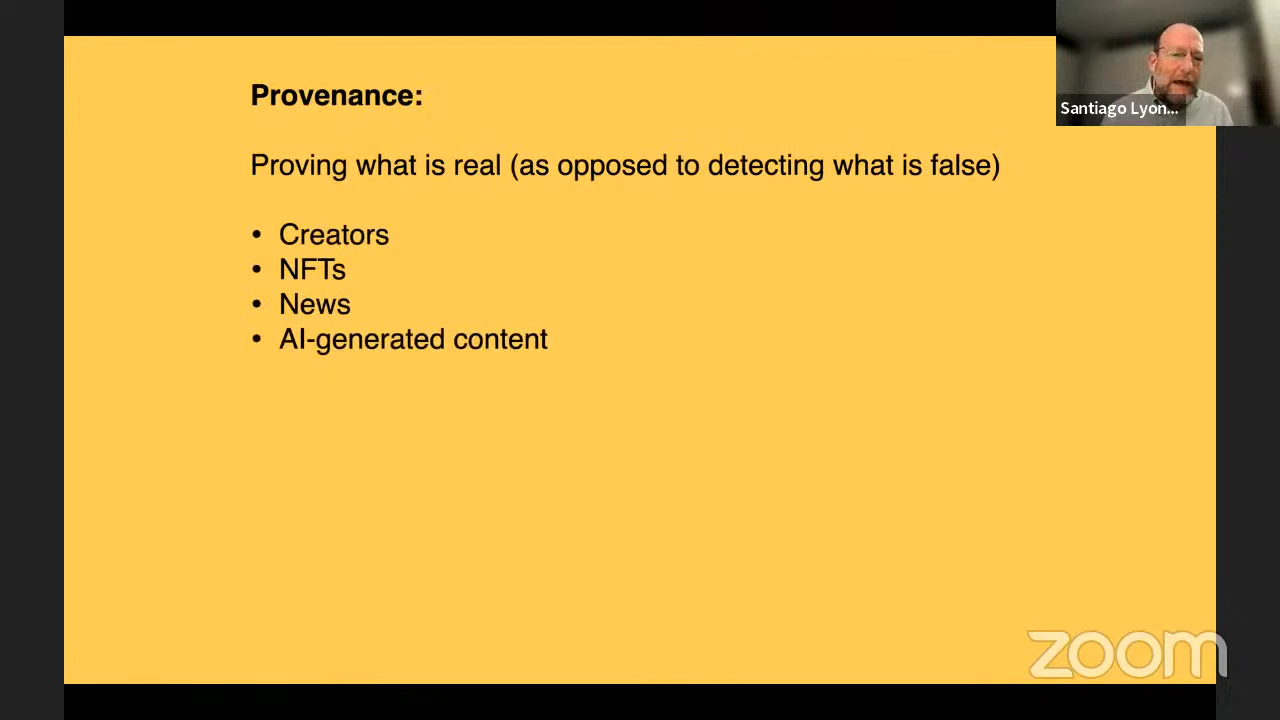 Provenance:
Proving what is real (as opposed to detecting what is false)
• Creators
• NFTs
• News
• AI-generated content
Santiago Lyon...
zoom